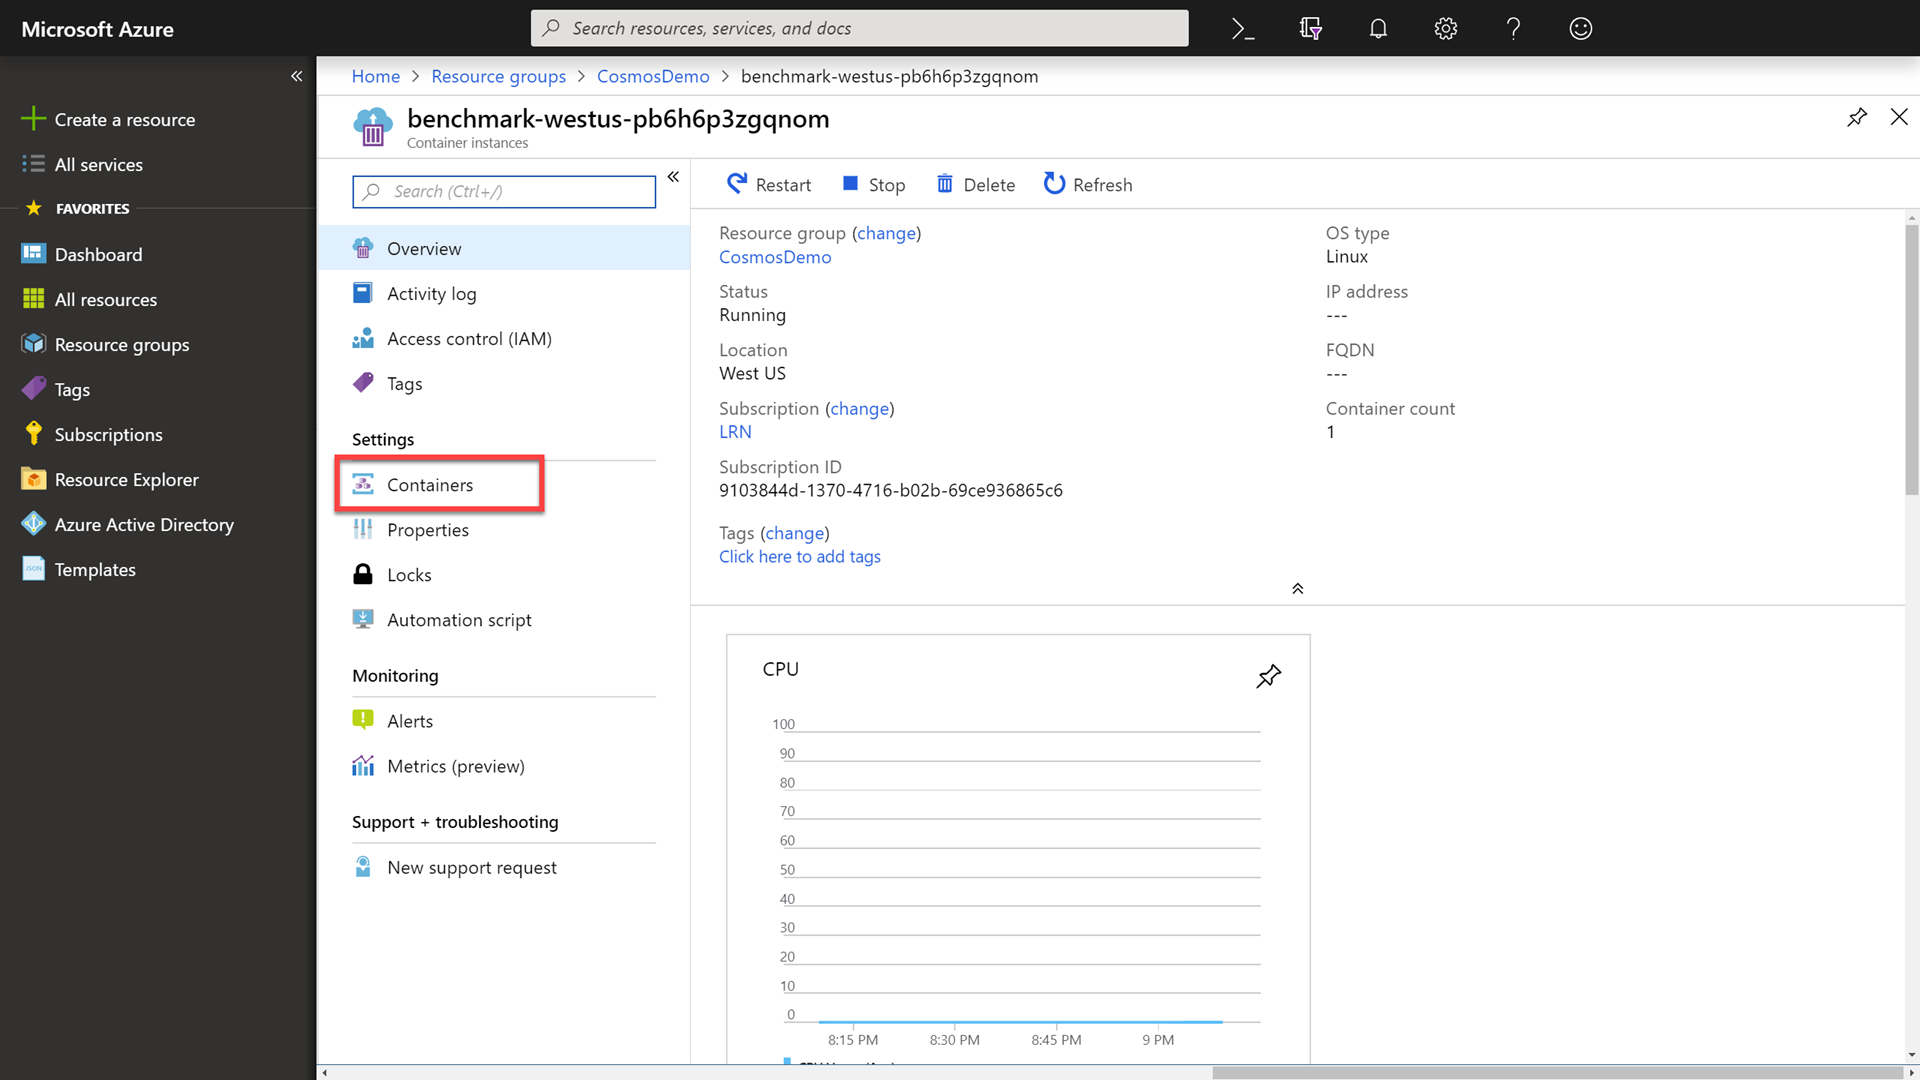 Microsoft Azure
Search resources, services, and docs
Create a resource
All services
FAVORITES
Dashboard
All resources
Resource groups
Tags
Subscriptions
Resource Explorer
Azure Active Directory
Templates
Home > Resource groups > CosmosDemo > benchmark-westus-pb6h6p3zgqnom
benchmark-westus-pb6h6p3zgqnom
Container instances
Search (Ctrl+/)
Overview
Activity log
Access control (IAM)
Tags
Settings
Containers
Properties
Locks
Automation script
Monitoring
Alerts
Metrics (preview)
Support + troubleshooting
New support request
Restart Stop Delete Refresh
Resource group (change)
CosmosDemo
Status
Running
Location
West US
Subscription (change)
LRN
Subscription ID
9103844d-1370-4716-b02b-69ce936865c6
Tags (change)
Click here to add tags
OS type
Linux
IP address
---
FQDN
---
Container count
1
CPU
100
90
80
70
60
50
40
30
20
10
0
8:15 PM 8:30 PM 8:45 PM 9 PM